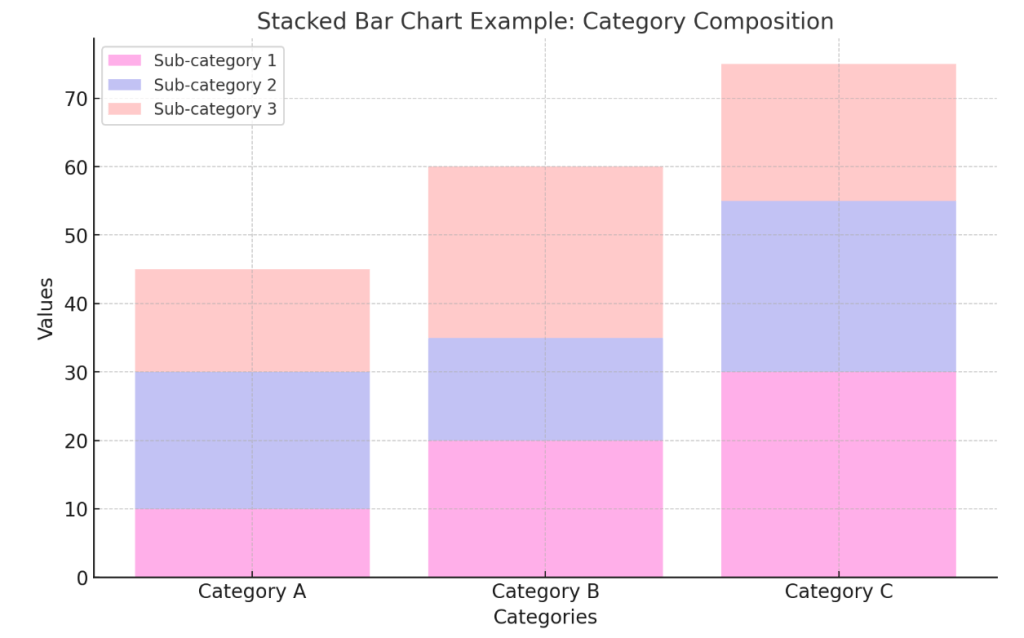 Stacked Bar Chart Example: Category Composition
Sub-category 1
Sub-category 2
Sub-category 3
70
60
50
40
30
20
10
0
Values
Category A
Category B
Category C
Categories